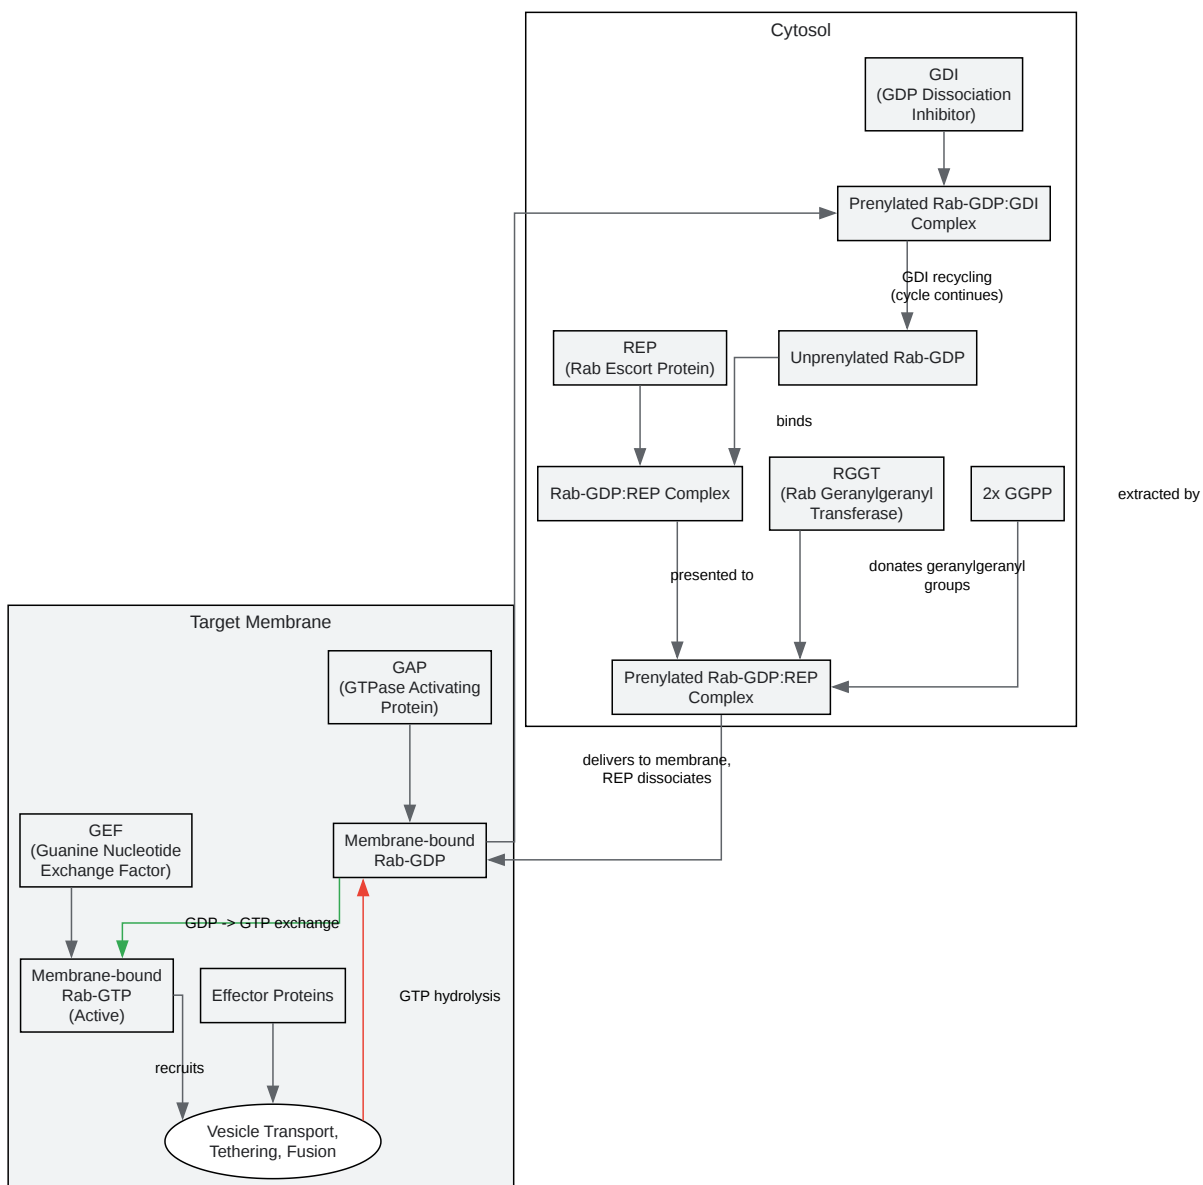 Cytosol
GDI
(GDP Dissociation
Inhibitor)
Prenylated Rab-GDP:GDI
Complex
GDI recycling
(cycle continues)
REP
(Rab Escort Protein)
Unprenylated Rab-GDP
binds
Rab-GDP:REP Complex
RGGT
(Rab Geranylgeranyl
Transferase)
2x GGPP
extracted by
presented to
donates geranylgeranyl
groups
Target Membrane
GAP
(GTPase Activating
Protein)
Prenylated Rab-GDP:REP
Complex
delivers to membrane,
REP dissociates
GEF
(Guanine Nucleotide
Exchange Factor)
Membrane-bound
Rab-GDP
GDP -> GTP exchange
Membrane-bound
Rab-GTP
(Active)
Effector Proteins
GTP hydrolysis
recruits
Vesicle Transport,
Tethering, Fusion